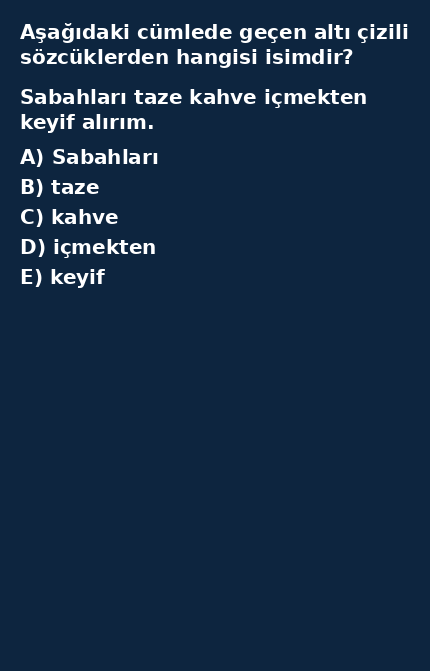 Aşağıdaki cümlede geçen altı çizili
sözcüklerden hangisi isimdir?
Sabahları taze kahve içmekten
keyif alırım.
A) Sabahları
B) taze
C) kahve
D) içmekten
E) keyif